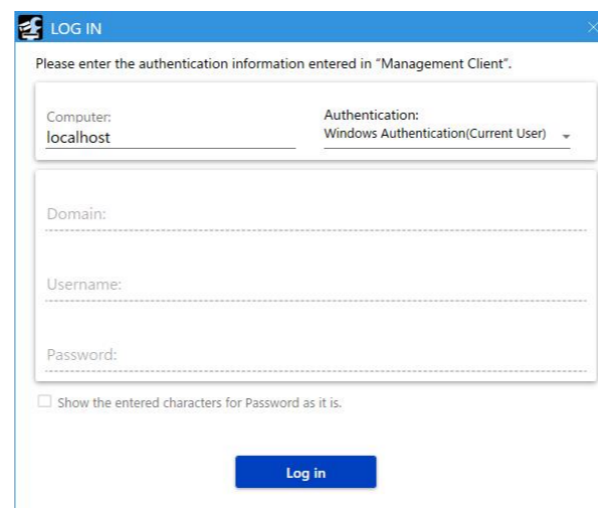 LOG IN
Please enter the authentication information entered in “Management Client”.
Computer:
localhost
Authentication:
Windows Authentication(Current User)
Domain:
Username:
Password:
Show the entered characters for Password as it is.
Log in